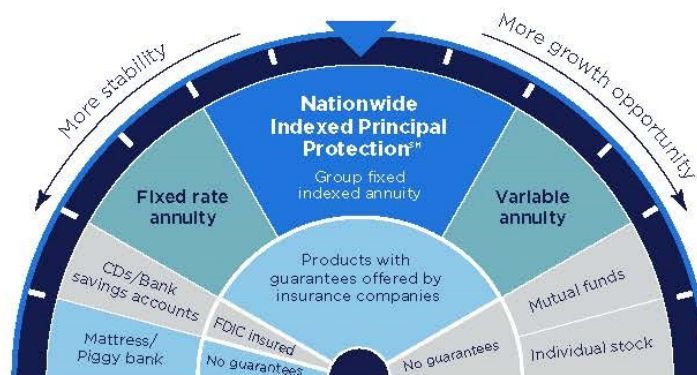 More stability
More growth opportunity
Nationwide
Indexed Principal
Protection℠
Group fixed
indexed annuity
Fixed rate
annuity
Variable
annuity
Products with
guarantees offered by
insurance companies
CDs/Bank
savings accounts
FDIC insured
Mutual funds
Mattress/
Piggy bank
No guarantees
No guarantees
Individual stock